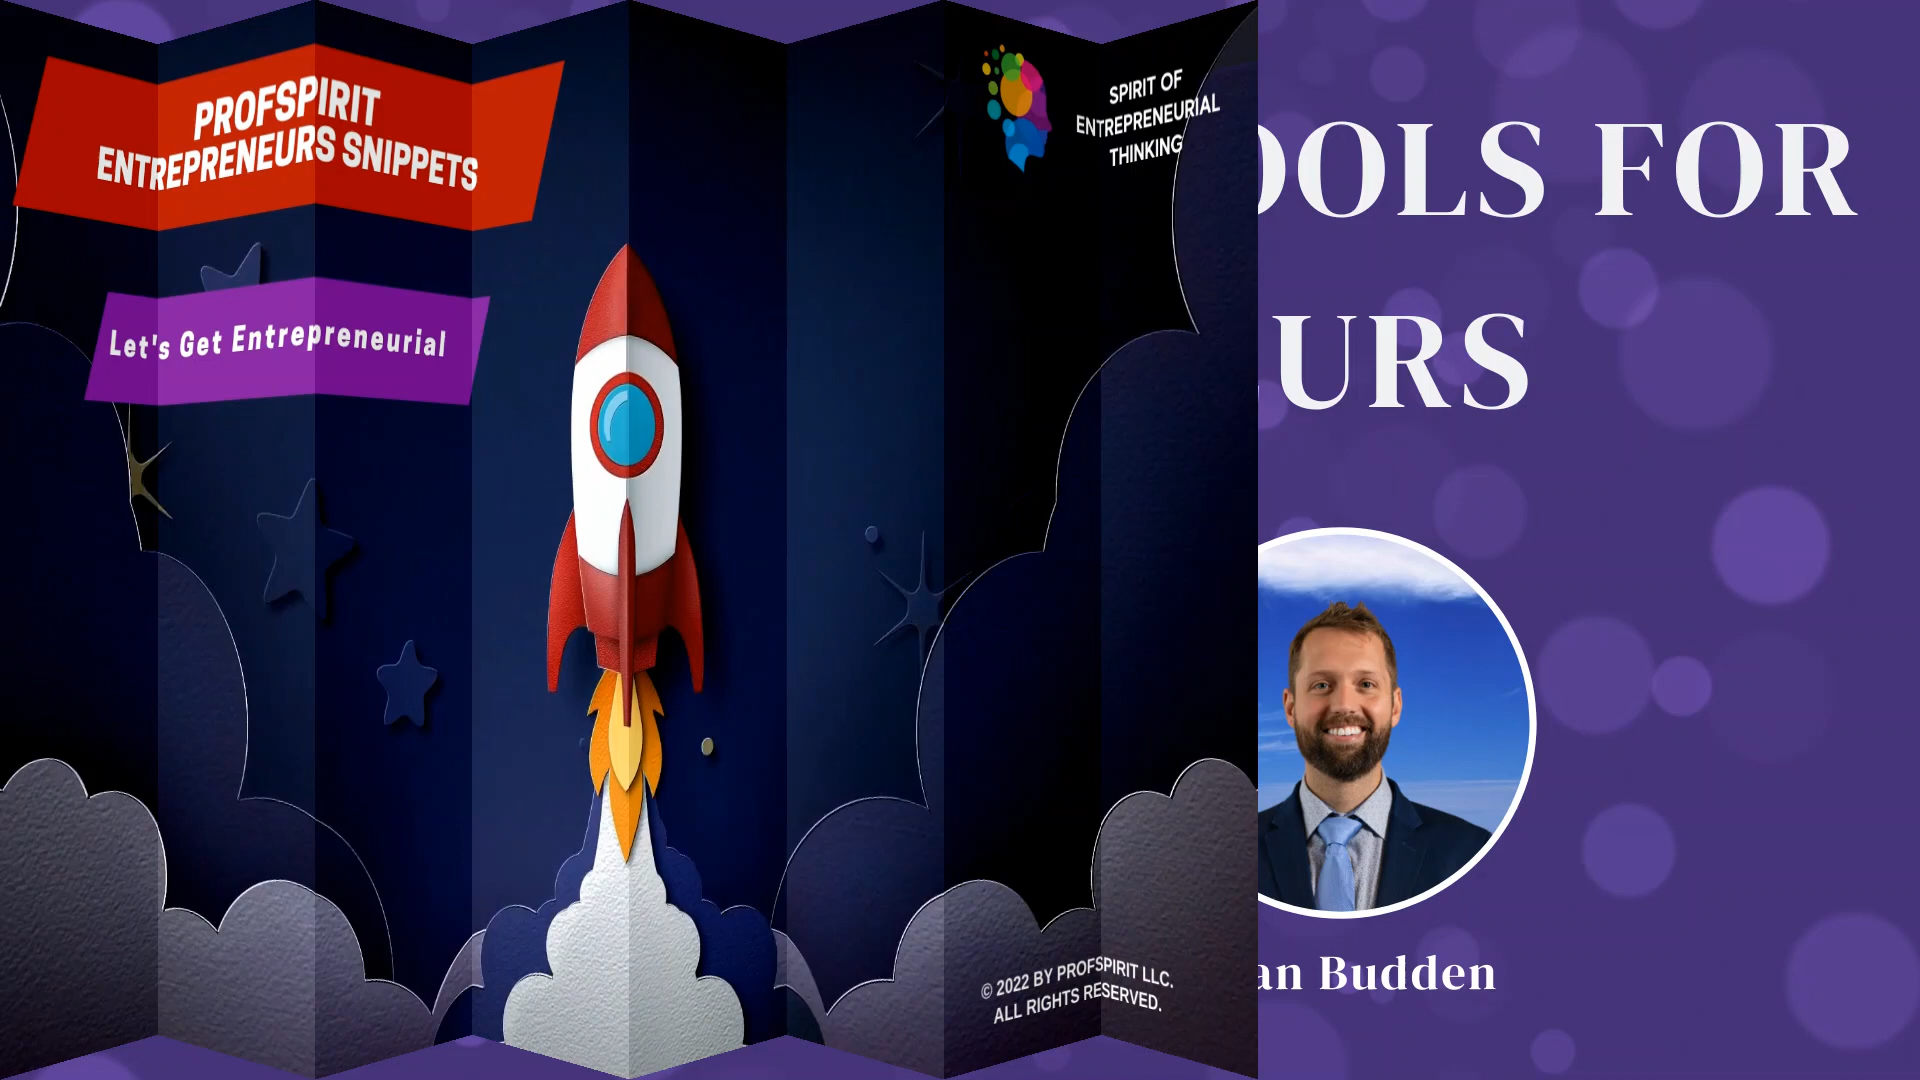 PROFSPIRIT
ENTREPRENEURS SNIPPETS
Let's Get Entrepreneurial
SPIRIT OF
ENTREPRENEURIAL
THINKING
© 2022 BY PROFSPIRIT LLC.
ALL RIGHTS RESERVED.
OOLS FOR
URS
an Budden